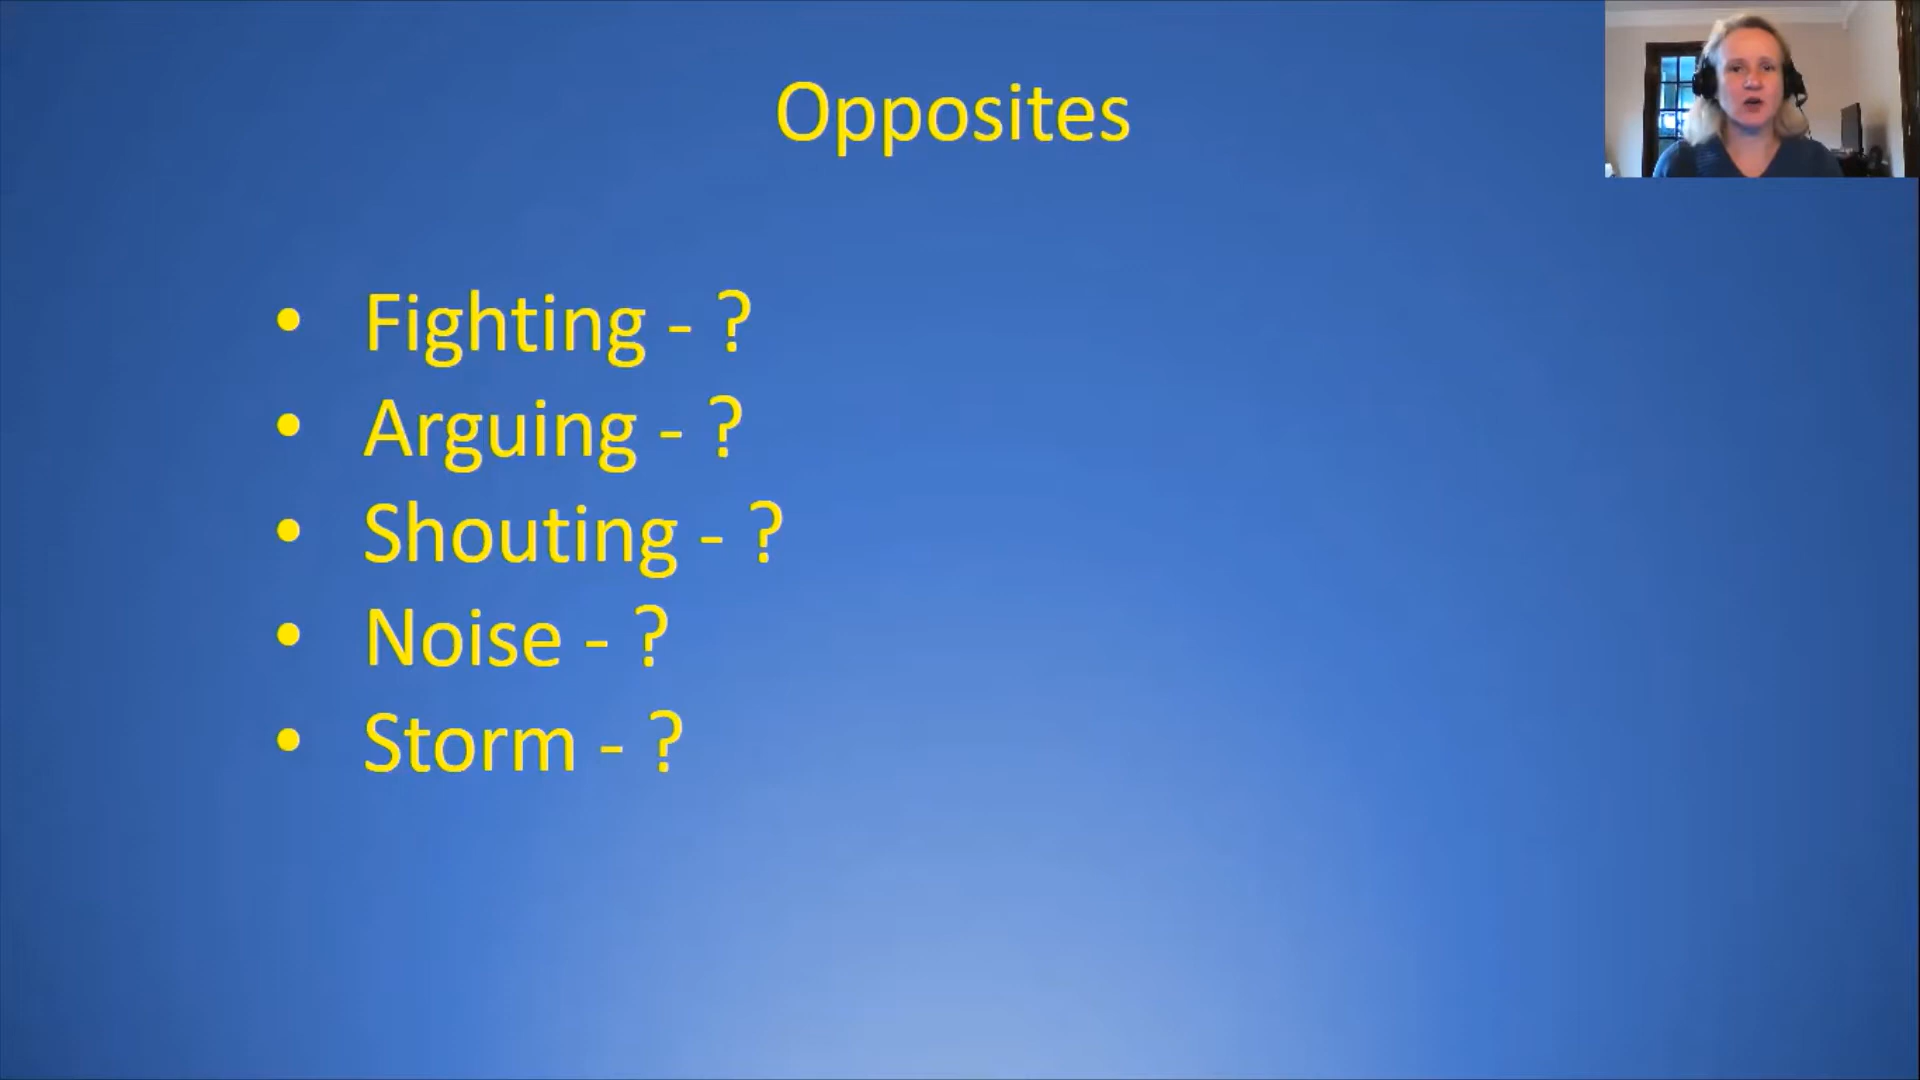 Opposites
• Fighting - ?
• Arguing - ?
• Shouting - ?
• Noise - ?
• Storm - ?